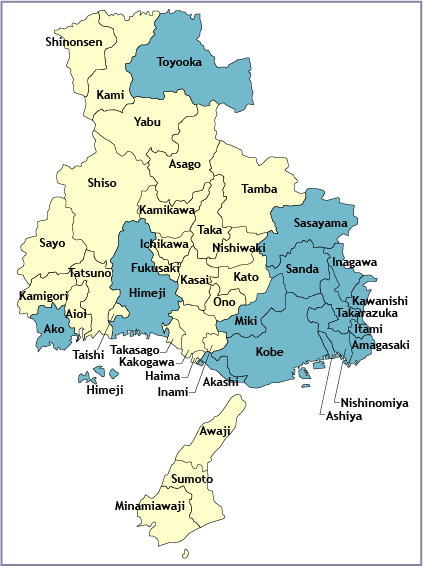 Shinonsen
Toyooka
Kami
Yabu
Asago
Shiso
Tamba
Kamikawa
Sasayama
Taka
Sayo
Ichikawa
Nishiwaki
Inagawa
Tatsuno
Fukusaki
Sanda
Kasai
Kato
Kamigori
Himeji
Kawanishi
Ono
Aioi
Takarazuka
Miki
Ako
Itami
Amagasaki
Takasago
Kobe
Taishi
Kakogawa
Haima
Akashi
Himeji
Inami
Nishinomiya
Ashiya
Awaji
Sumoto
Minamiawaji